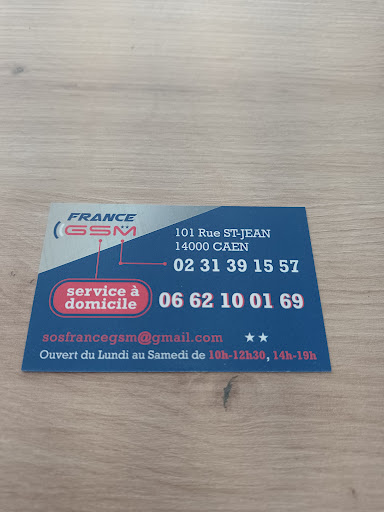 FRANCE
GSM
101 Rue ST-JEAN
14000 CAEN
02 31 39 15 57
service à
domicile
06 62 10 01 69
sosfrancegsm@gmail.com
Ouvert du Lundi au Samedi de 10h-12h30, 14h-19h